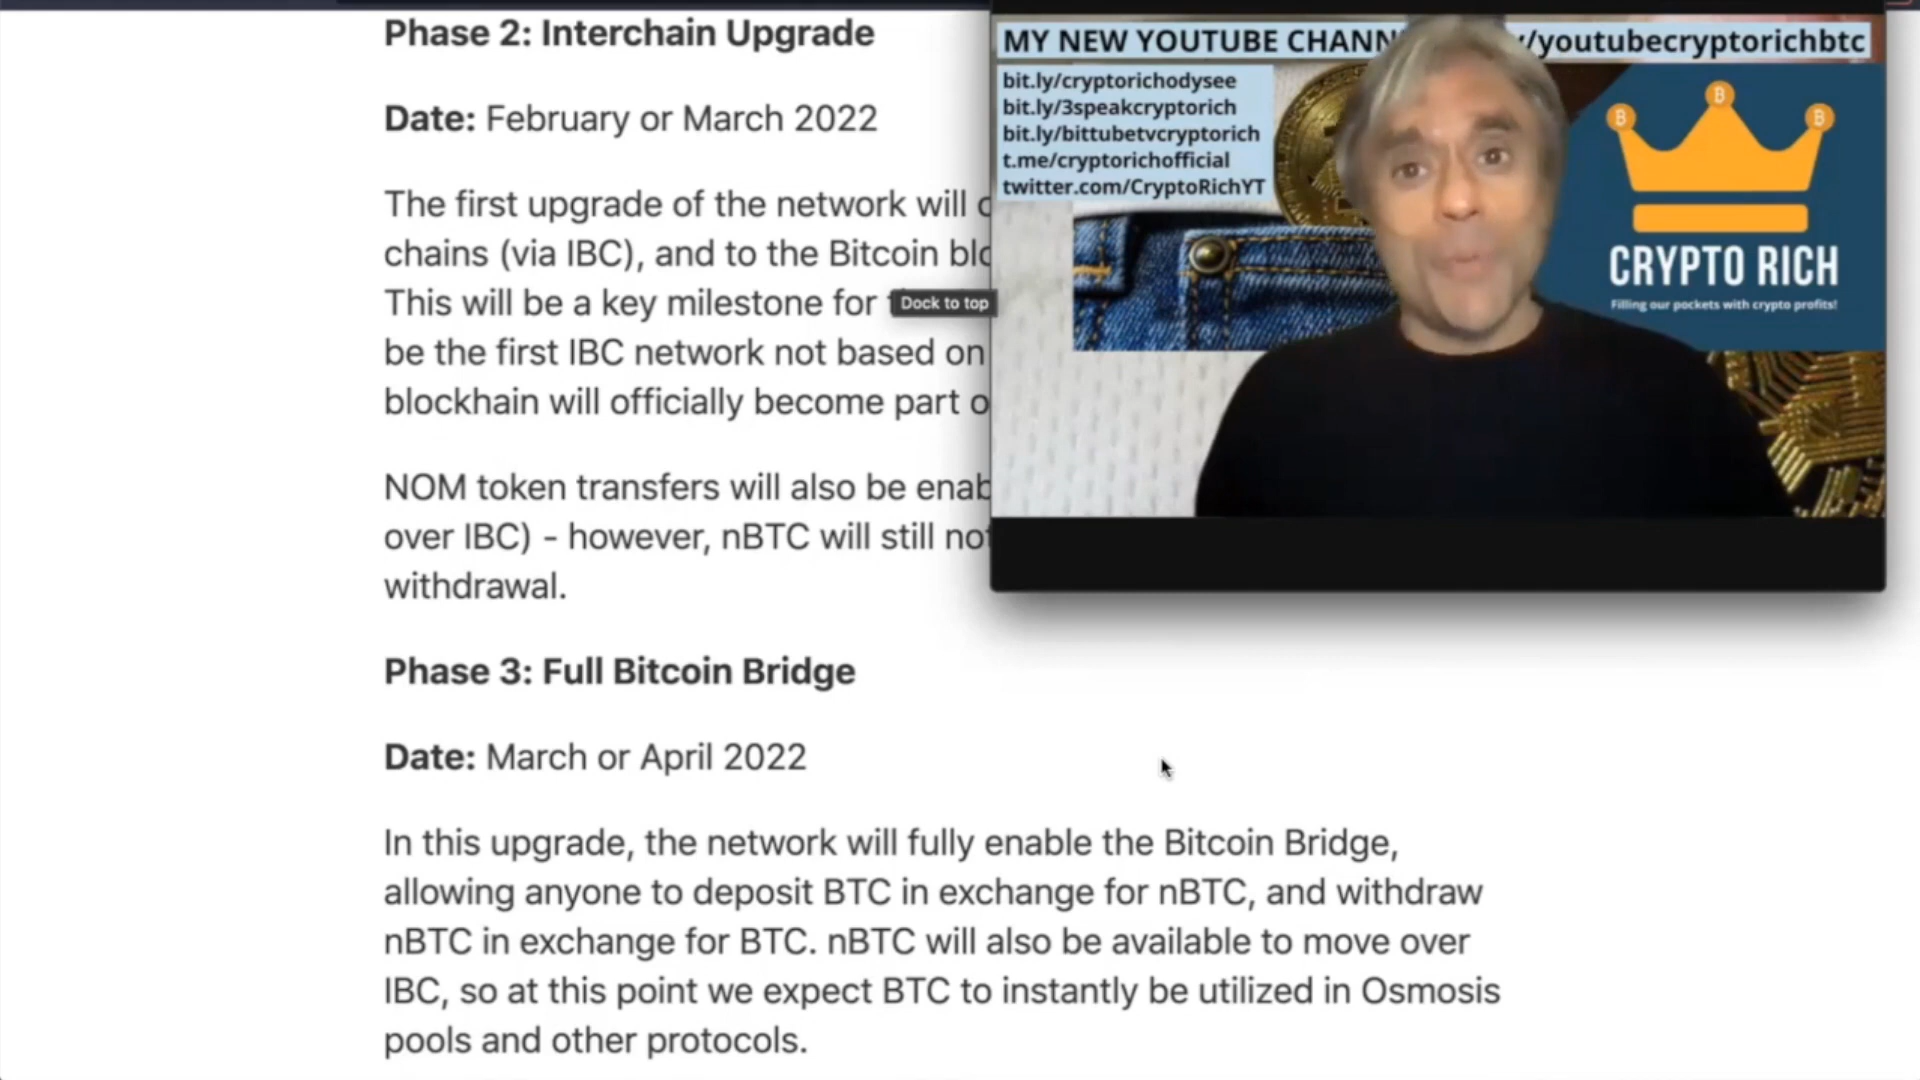 Phase 2: Interchain Upgrade
Date: February or March 2022
The first upgrade of the network will
chains (via IBC), and to the Bitcoin
This will be a key milestone for
be the first IBC network not based on
blockhain will officially become part
NOM token transfers will also be
over IBC) - however, nBTC will still
withdrawal.
Phase 3: Full Bitcoin Bridge
Date: March or April 2022
In this upgrade, the network will fully enable the Bitcoin Bridge,
allowing anyone to deposit BTC in exchange for nBTC, and withdraw
nBTC in exchange for BTC. nBTC will also be available to move over
IBC, so at this point we expect BTC to instantly be utilized in Osmosis
pools and other protocols.
Dock to top
MY NEW YOUTUBE /youtubecryptorichbtc
bit.ly/cryptorichodysee
bit.ly/3speakcryptorich
bit.ly/bittubetvcryptorich
t.me/cryptorichofficial
twitter.com/CryptoRichYT
CRYPTO RICH
Filling our pockets with crypto profits!